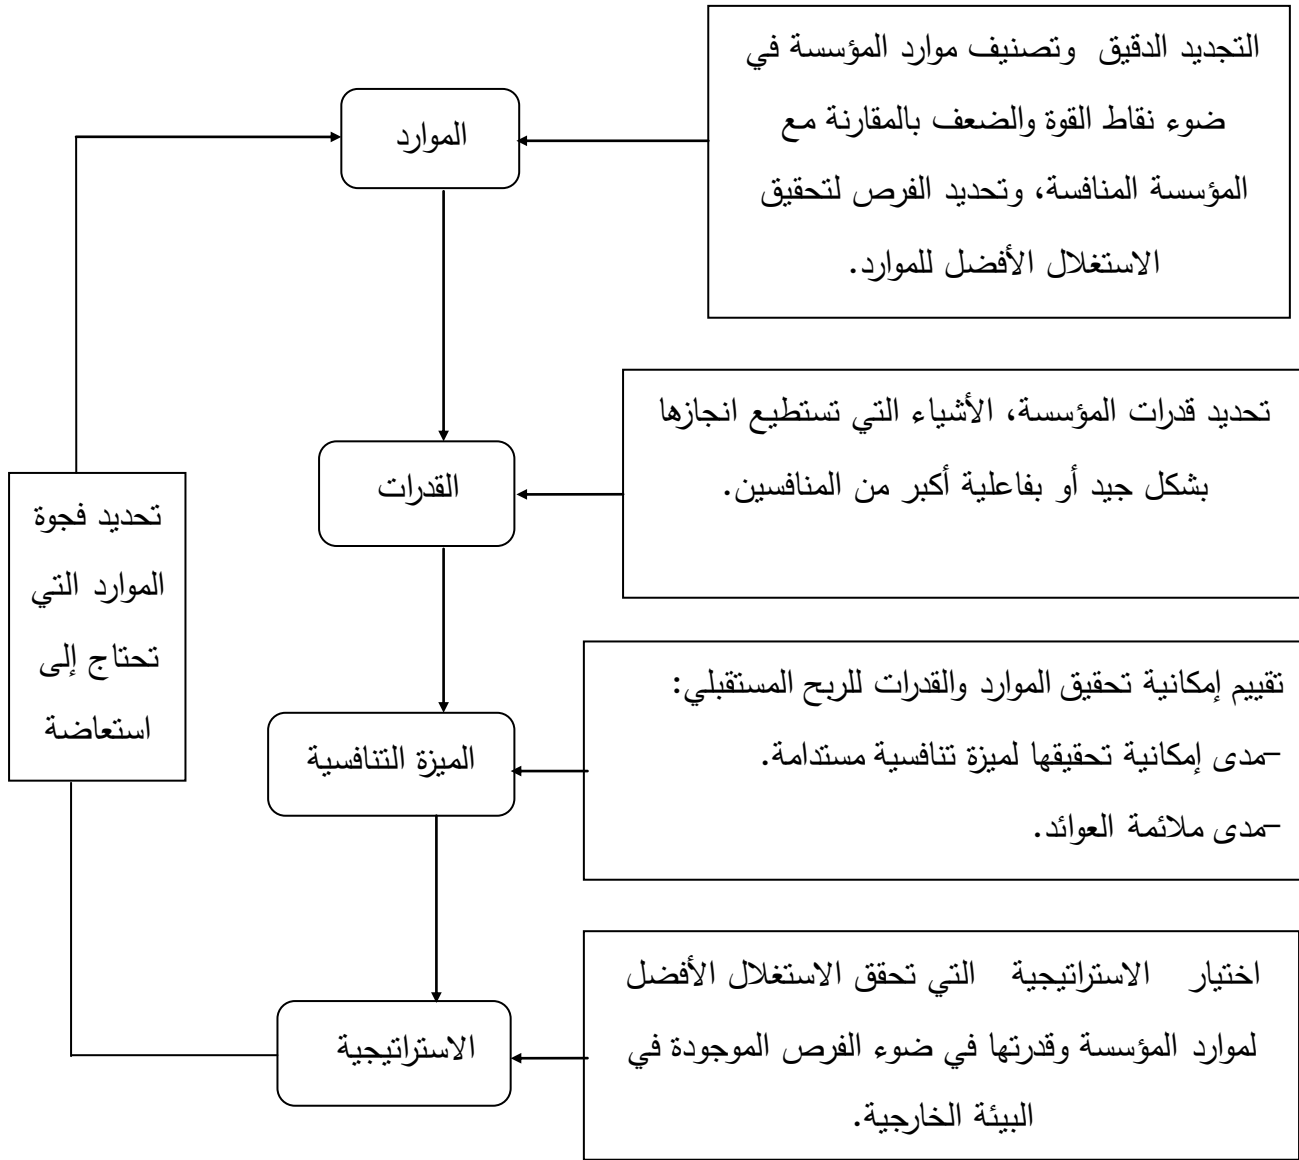 التجديد الدقيق وتصنيف موارد المؤسسة في
ضوء نقاط القوة والضعف بالمقارنة مع
المؤسسة المنافسة، وتحديد الفرص لتحقيق
الاستغلال الأفضل للموارد.
الموارد
تحديد قدرات المؤسسة، الأشياء التي تستطيع انجازها
بشكل جيد أو بفاعلية أكبر من المنافسين.
القدرات
تقييم إمكانية تحقيق الموارد والقدرات للربح المستقبلي:
-مدى إمكانية تحقيقها لميزة تنافسية مستدامة.
-مدى ملائمة العوائد.
الميزة التنافسية
اختيار الاستراتيجية التي تحقق الاستغلال الأفضل
لموارد المؤسسة وقدرتها في ضوء الفرص الموجودة في
البيئة الخارجية.
الاستراتيجية
تحديد فجوة
الموارد التي
تحتاج إلى
استعاضة